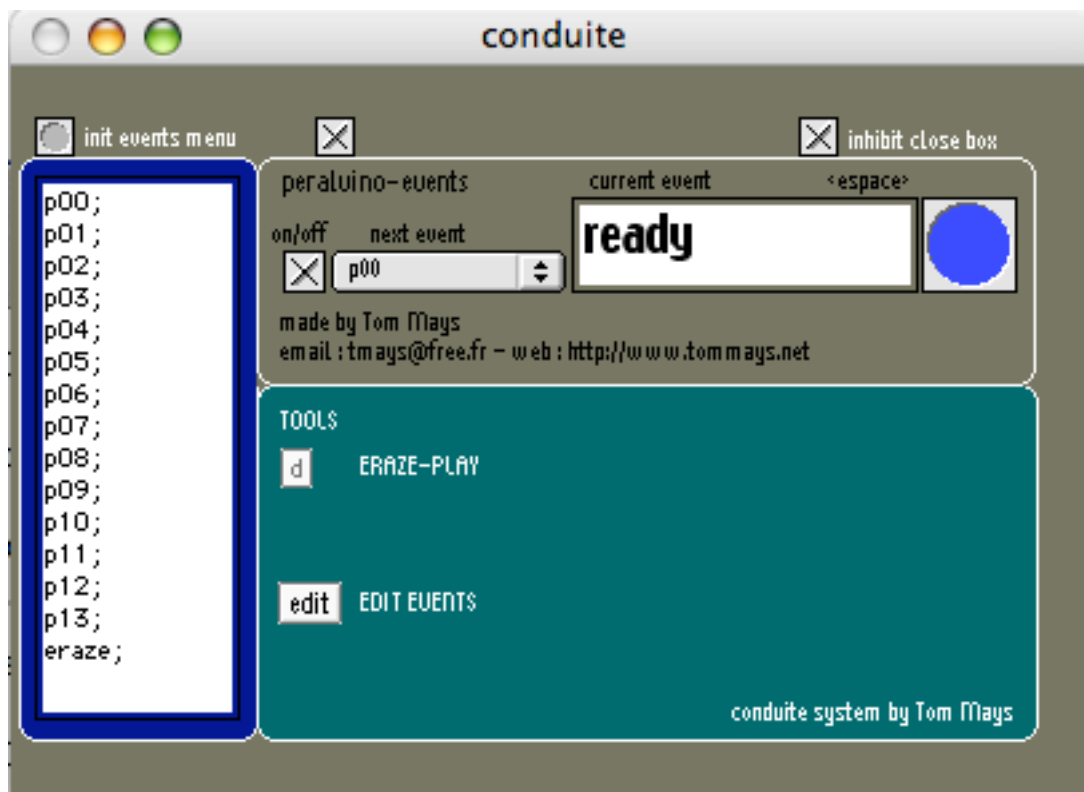 conduite
init events menu
inhibit close box
p00;
p01;
p02;
p03;
p04;
p05;
p06;
p07;
p08;
p09;
p10;
p11;
p12;
p13;
eraze;
peraluino-events
current event
<espace>
on/off
next event
ready
p00
made by Tom Mays
email : tmays@free.fr - web : http://www.tommays.net
TOOLS
d
ERAZE-PLAY
edit
EDIT EVENTS
conduite system by Tom Mays